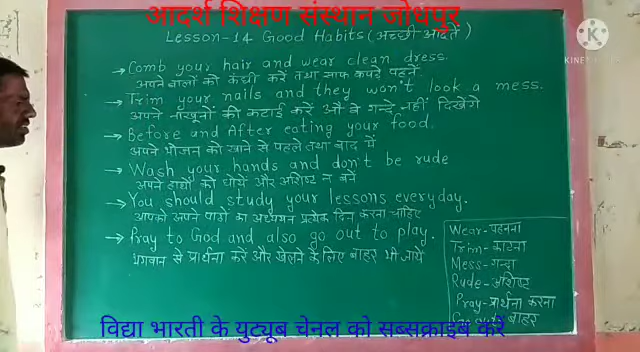 आदर्श शिक्षण संस्थान जोधपुर
KINEM
Lesson-14 Good Habits (अच्छी आदतें)
→ Comb your hair and wear clean dress.
अपने बालों को कंघी करें तथा साफ कपड़े पहनें
→ Trim your nails and they won't look a mess.
अपने नाखूनों की कटाई करें औ वे गन्दे नहीं दिखेंगे
→ Before and After eating your food.
अपने भोजन को खाने से पहले तथा बाद में
→ Wash your hands and don't be rude
अपने हाथों को धोयें और अशिष्ट न बनें
→ You should study your lessons everyday.
आपको अपने पाठों का अध्ययन प्रत्येक दिन करना चाहिए
→ Pray to God and also go out to play.
भगवान से प्रार्थना करें और खेलने के लिए बाहर भी जायें
Wear - पहनना
Trim - काटना
Mess - गन्दा
Rude - अशिष्ट
Pray - प्रार्थना करना
बाहर
विद्या भारती के युट्यूब चेनल को सब्सक्राइब करें